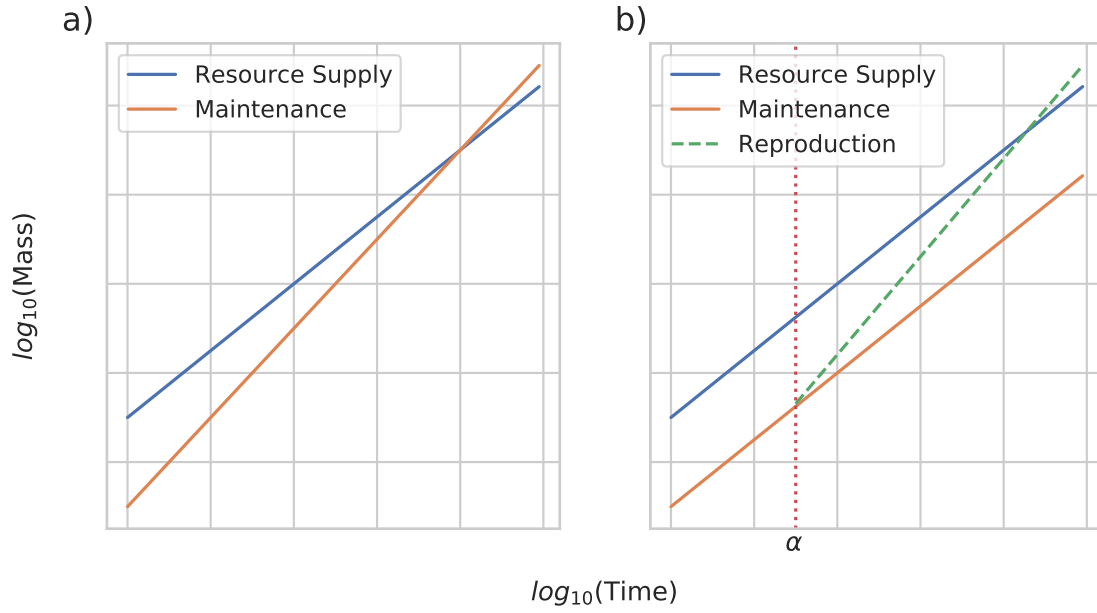 a)
Resource Supply
Maintenance
b)
Resource Supply
Maintenance
Reproduction
log10(Mass)
α
log10(Time)